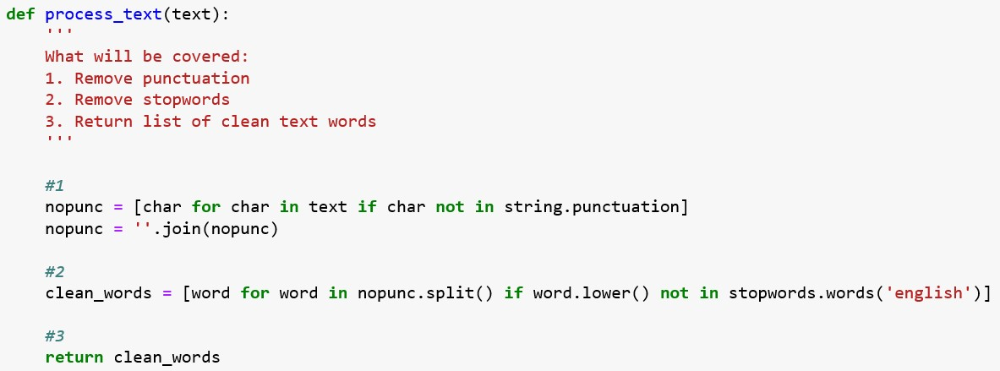 def process_text(text):
    '''
    What will be covered:
    1. Remove punctuation
    2. Remove stopwords
    3. Return list of clean text words
    '''
    #1
    nopunc = [char for char in text if char not in string.punctuation]
    nopunc = ''.join(nopunc)
    #2
    clean_words = [word for word in nopunc.split() if word.lower() not in stopwords.words('english')]
    #3
    return clean_words